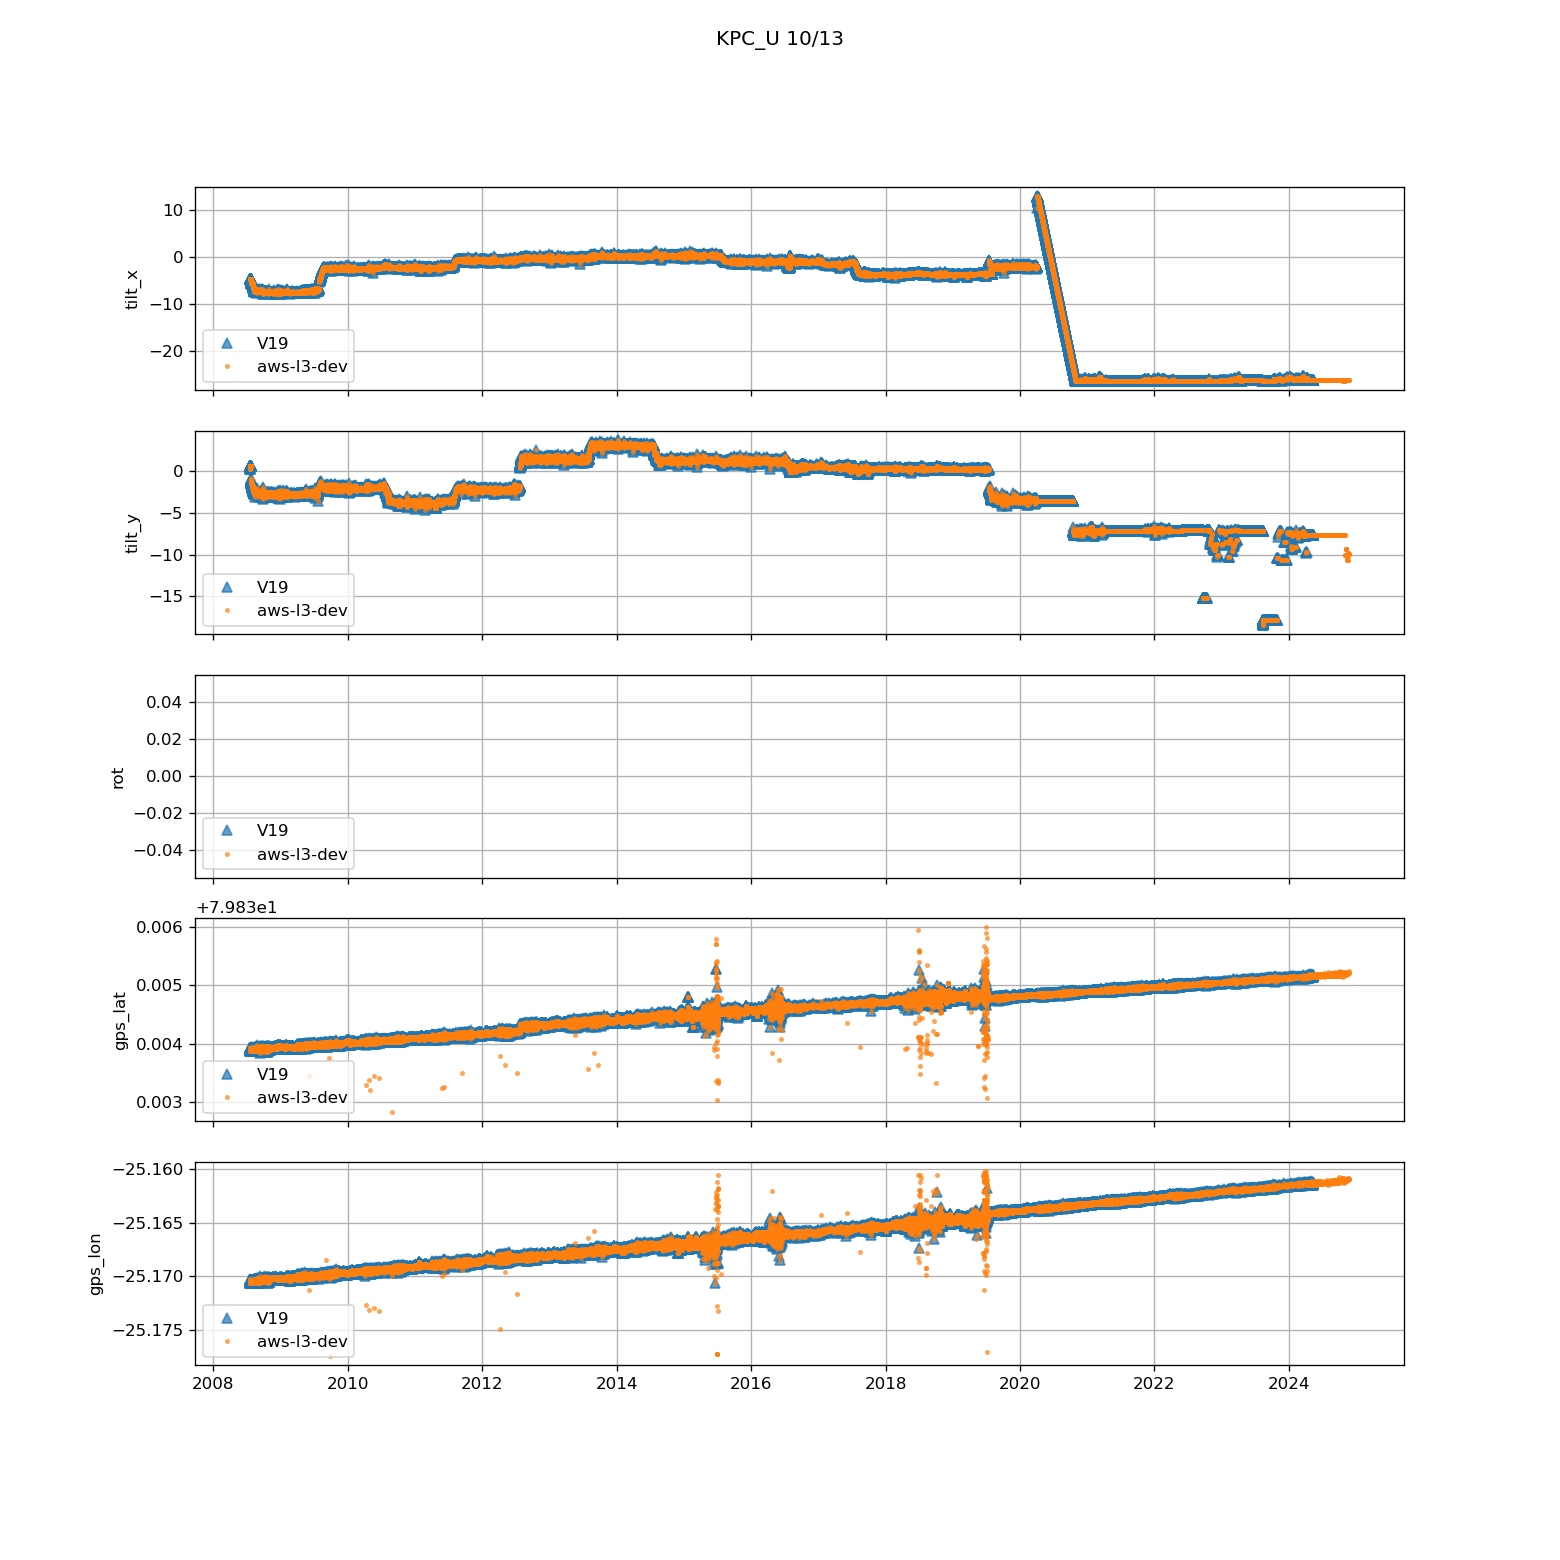 KPC_U 10/13
10
0
−10
−20
tilt_x
V19
aws-l3-dev
0
−5
−10
−15
tilt_y
V19
aws-l3-dev
0.04
0.02
0.00
−0.02
−0.04
rot
V19
aws-l3-dev
+7.983e1
0.006
0.005
0.004
0.003
gps_lat
V19
aws-l3-dev
−25.160
−25.165
−25.170
−25.175
gps_lon
V19
aws-l3-dev
2008 2010 2012 2014 2016 2018 2020 2022 2024